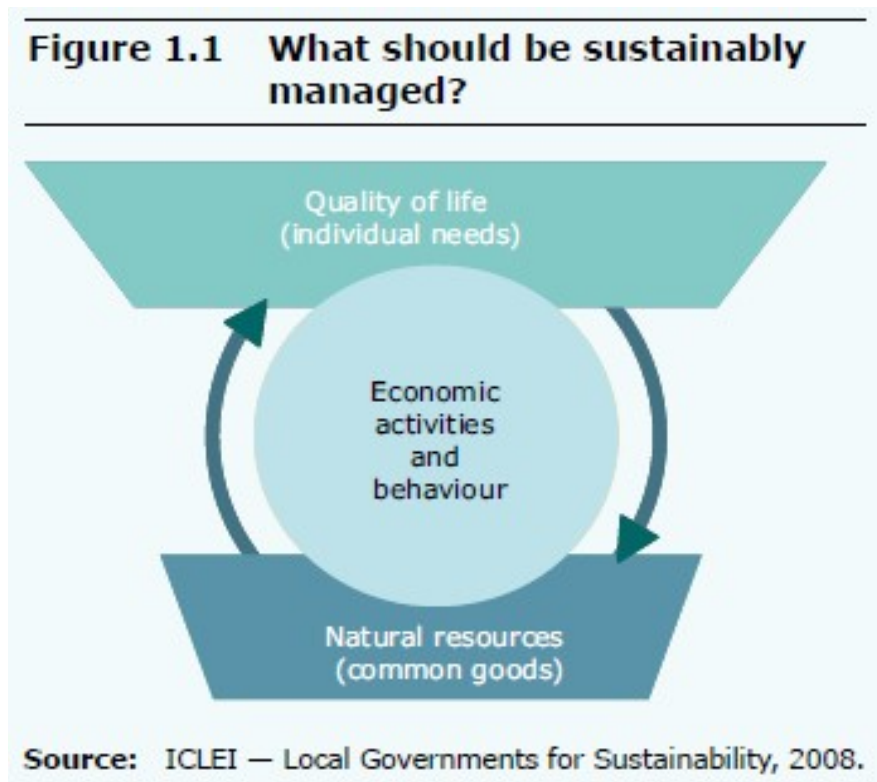 Figure 1.1 What should be sustainably
managed?
Quality of life
(individual needs)
Economic
activities
and
behaviour
Natural resources
(common goods)
Source: ICLEI — Local Governments for Sustainability, 2008.